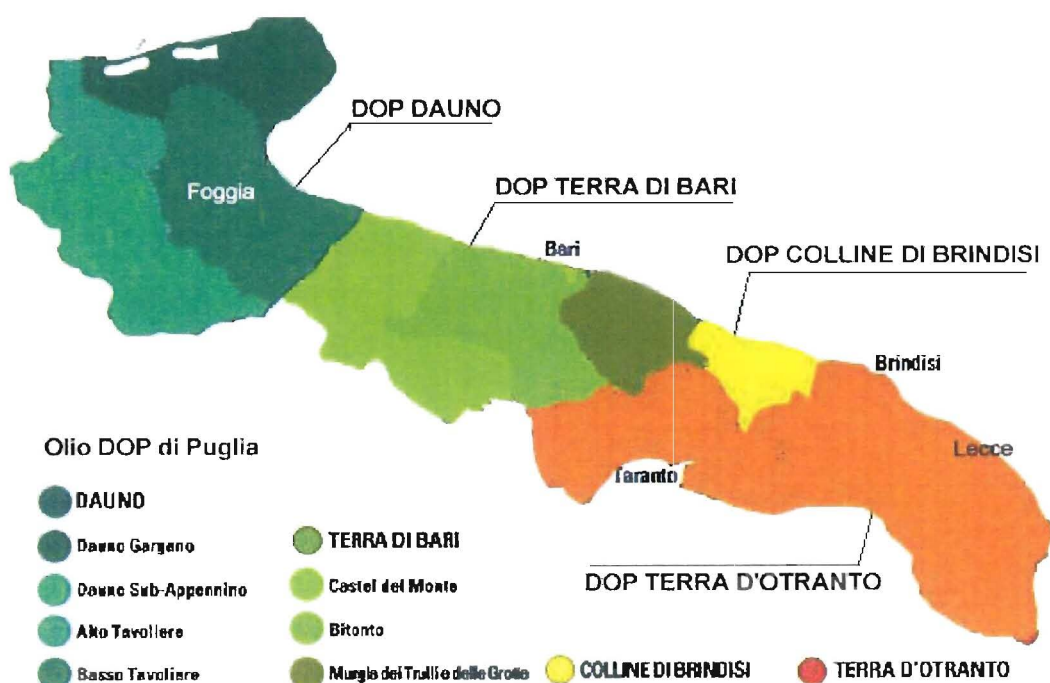 DOP DAUNO
Foggia
DOP TERRA DI BARI
Bari
DOP COLLINE DI BRINDISI
Brindisi
Lecce
Taranto
DOP TERRA D'OTRANTO
Olio DOP di Puglia
DAUNO
Dauno Gargano
Dauno Sub-Appennino
Alto Tavoliere
Basso Tavoliere
TERRA DI BARI
Castel del Monte
Bitonto
Murgia dei Trulli e delle Grotte
COLLINE DI BRINDISI
TERRA D'OTRANTO